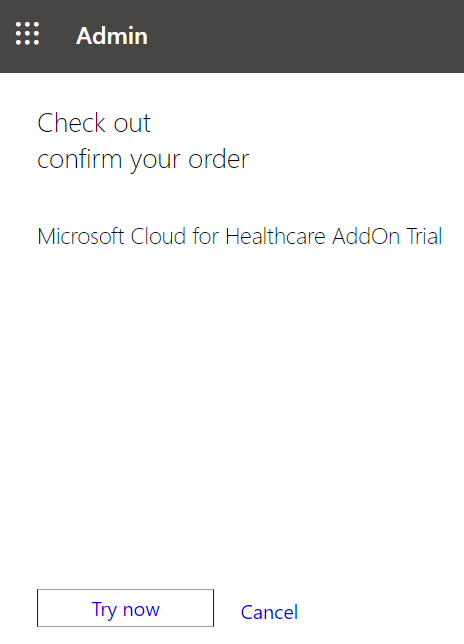 Admin
Check out
confirm your order
Microsoft Cloud for Healthcare AddOn Trial
Try now
Cancel